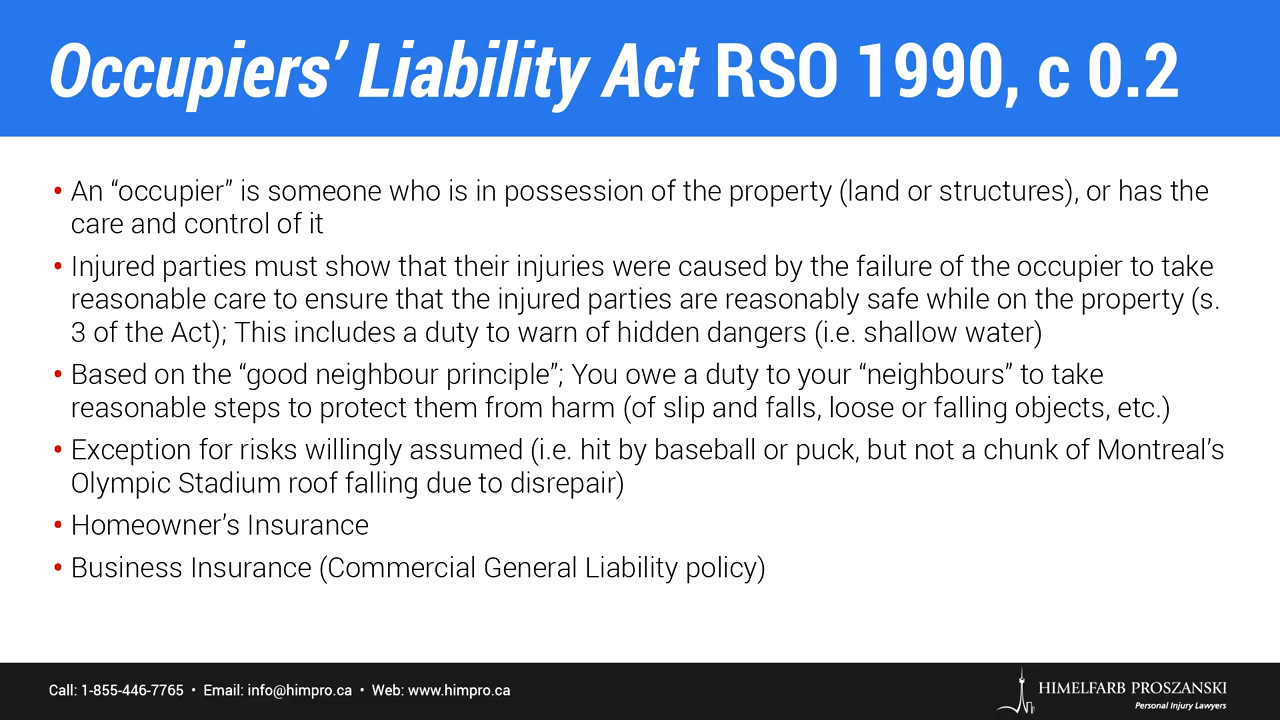 Occupiers’ Liability Act RSO 1990, c 0.2
• An “occupier” is someone who is in possession of the property (land or structures), or has the
care and control of it
• Injured parties must show that their injuries were caused by the failure of the occupier to take
reasonable care to ensure that the injured parties are reasonably safe while on the property (s.
3 of the Act); This includes a duty to warn of hidden dangers (i.e. shallow water)
• Based on the “good neighbour principle”; You owe a duty to your “neighbours” to take
reasonable steps to protect them from harm (of slip and falls, loose or falling objects, etc.)
• Exception for risks willingly assumed (i.e. hit by baseball or puck, but not a chunk of Montreal’s
Olympic Stadium roof falling due to disrepair)
• Homeowner’s Insurance
• Business Insurance (Commercial General Liability policy)
Call: 1-855-446-7765 • Email: info@himpro.ca • Web: www.himpro.ca
HIMELFARB PROSZANSKI
Personal Injury Lawyers